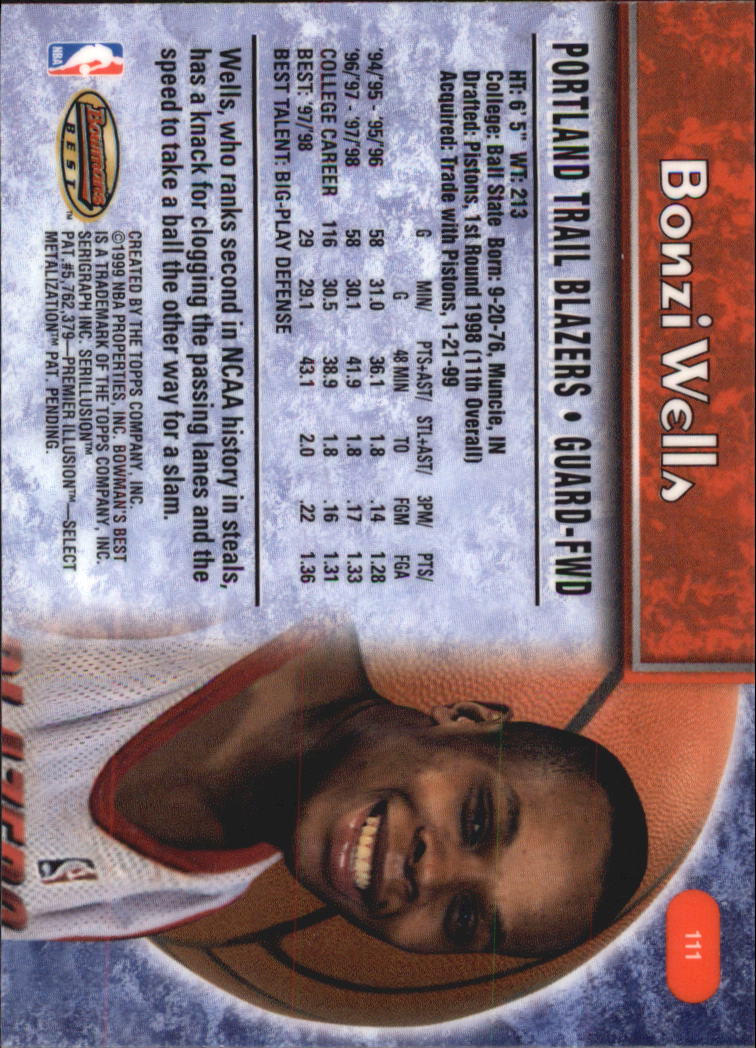 Bonzi Wells
111
PORTLAND TRAIL BLAZERS • GUARD-FWD
HT: 6' 5" WT: 213
College: Ball State Born: 9-20-76, Muncie, IN
Drafted: Pistons, 1st Round 1998 (11th Overall)
Acquired: Trade with Pistons, 1-21-99
MIN/ PTS+AST/ STL+AST/ 3PM/ PTS/
G G 48 MIN TO FGM FGA
'94/'95 - '95/'96 58 31.0 36.1 1.8 .14 1.28
'96/'97 - '97/'98 58 30.1 41.9 1.8 .17 1.33
COLLEGE CAREER 116 30.5 38.9 1.8 .16 1.31
BEST: '97/'98 29 29.1 43.1 2.0 .22 1.36
BEST TALENT: BIG-PLAY DEFENSE
Wells, who ranks second in NCAA history in steals,
has a knack for clogging the passing lanes and the
speed to take a ball the other way for a slam.
NBA
Bowman's
BEST™
CREATED BY THE TOPPS COMPANY, INC.
©1999 NBA PROPERTIES, INC. BOWMAN'S BEST
IS A TRADEMARK OF THE TOPPS COMPANY, INC.
SERIGRAPH INC. SERILLUSION™
PAT. #5,762,379—PREMIER ILLUSION™—SELECT
METALIZATION™ PAT. PENDING.
BLAZERS